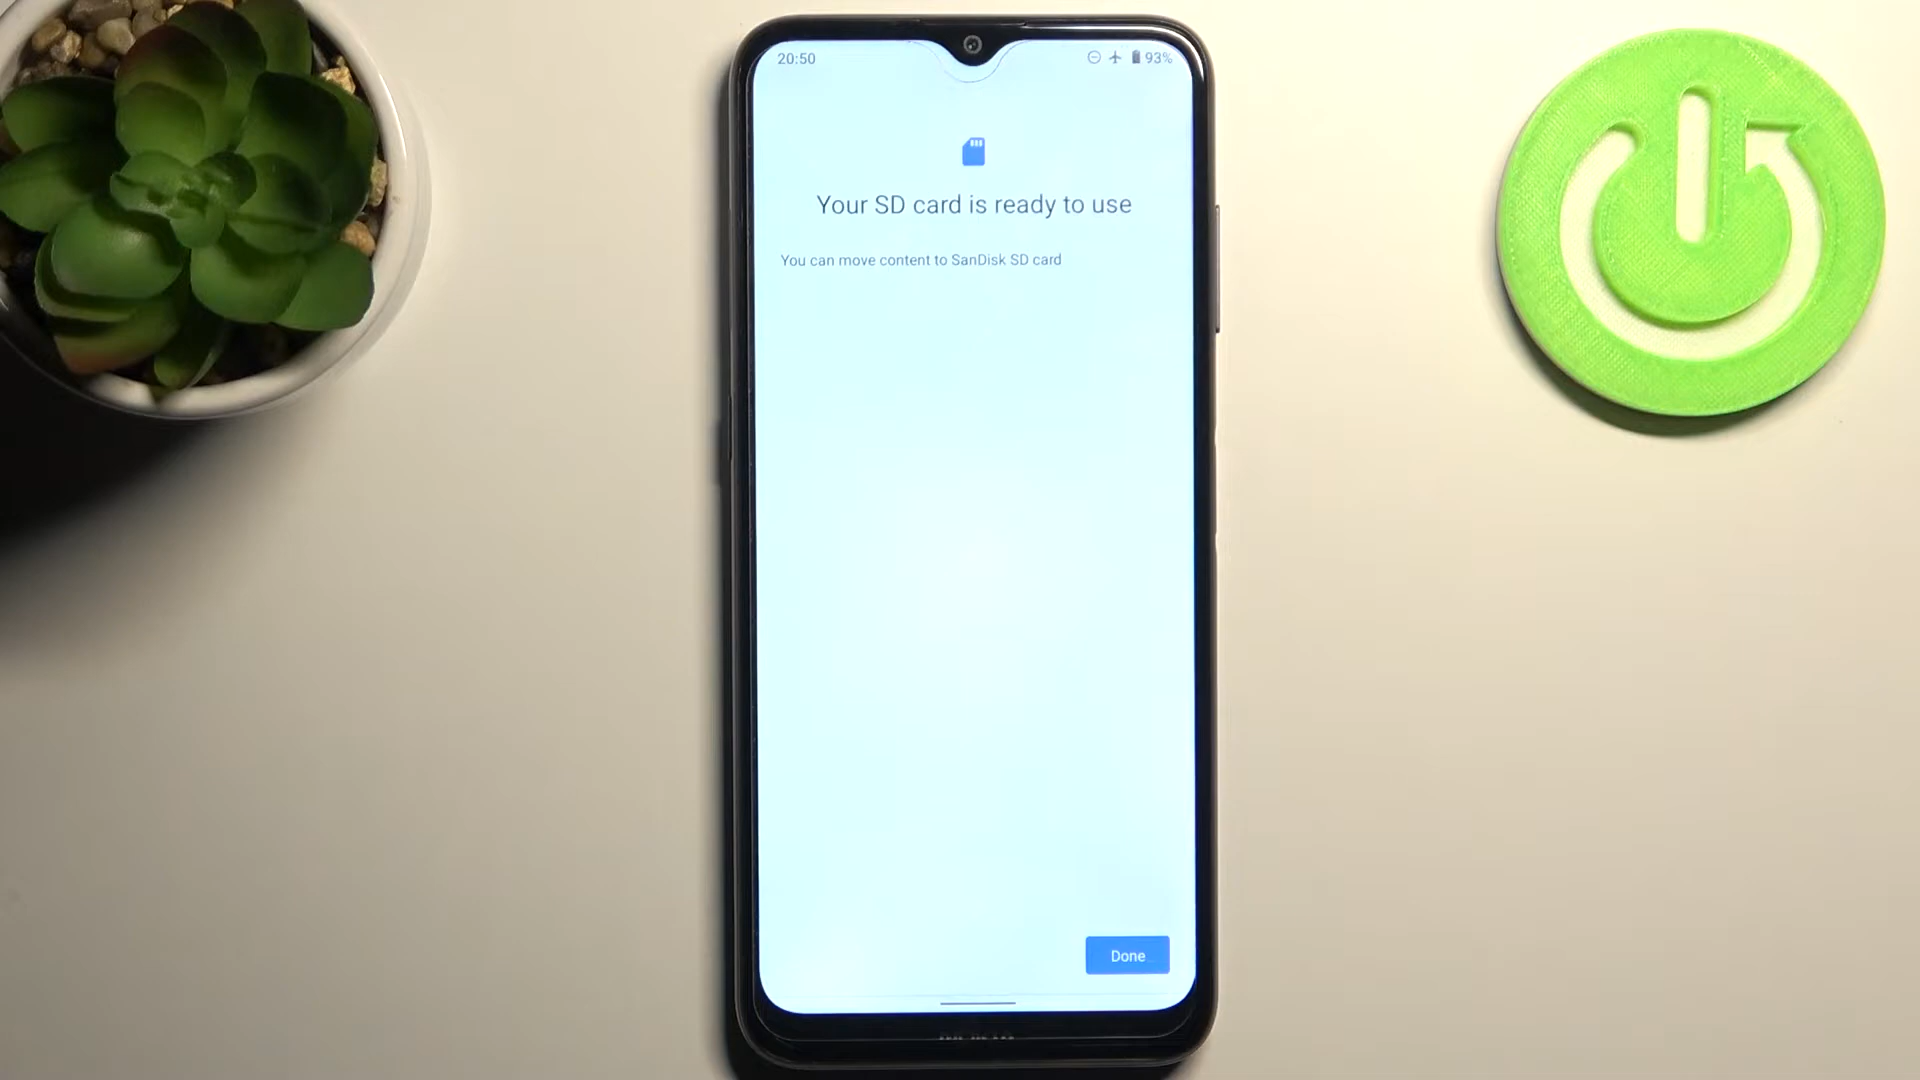 20:50
93%
Your SD card is ready to use
You can move content to SanDisk SD card
Done